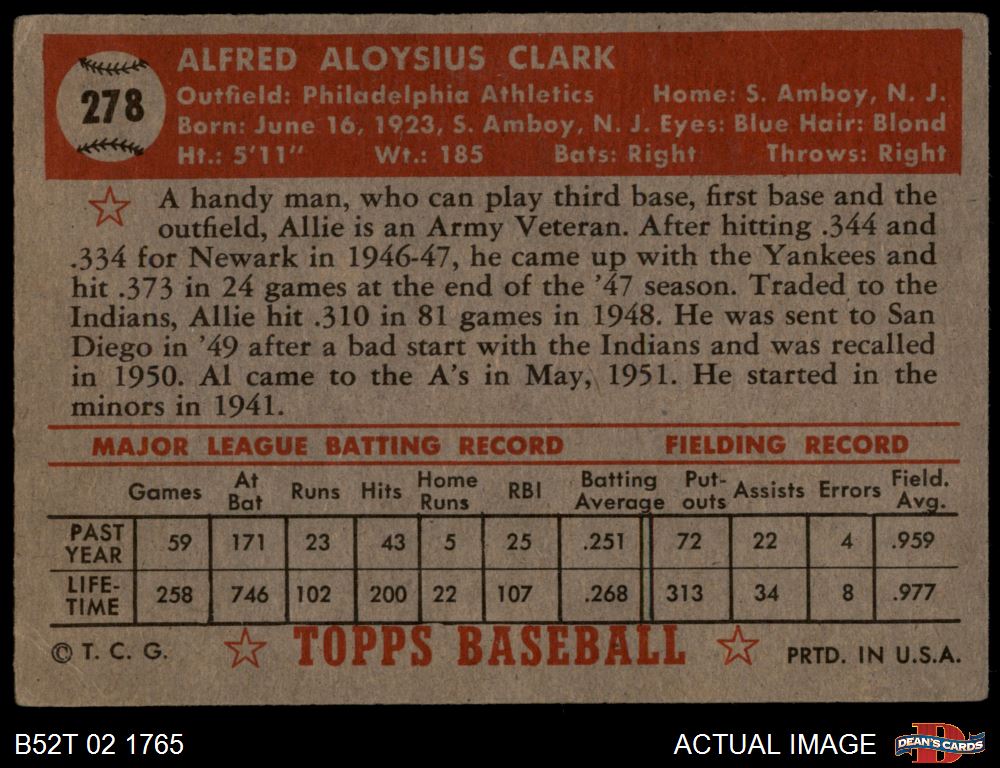 278
ALFRED ALOYSIUS CLARK
Outfield: Philadelphia Athletics Home: S. Amboy, N. J.
Born: June 16, 1923, S. Amboy, N. J. Eyes: Blue Hair: Blond
Ht.: 5'11" Wt.: 185 Bats: Right Throws: Right
A handy man, who can play third base, first base and the
outfield, Allie is an Army Veteran. After hitting .344 and
.334 for Newark in 1946-47, he came up with the Yankees and
hit .373 in 24 games at the end of the '47 season. Traded to the
Indians, Allie hit .310 in 81 games in 1948. He was sent to San
Diego in '49 after a bad start with the Indians and was recalled
in 1950. Al came to the A's in May, 1951. He started in the
minors in 1941.
MAJOR LEAGUE BATTING RECORD FIELDING RECORD
Games At Bat Runs Hits Home Runs RBI Batting Average Put-outs Assists Errors Field. Avg.
PAST YEAR 59 171 23 43 5 25 .251 72 22 4 .959
LIFE-TIME 258 746 102 200 22 107 .268 313 34 8 .977
© T. C. G. TOPPS BASEBALL PRTD. IN U.S.A.
B52T 02 1765 ACTUAL IMAGE D DEAN'S CARDS